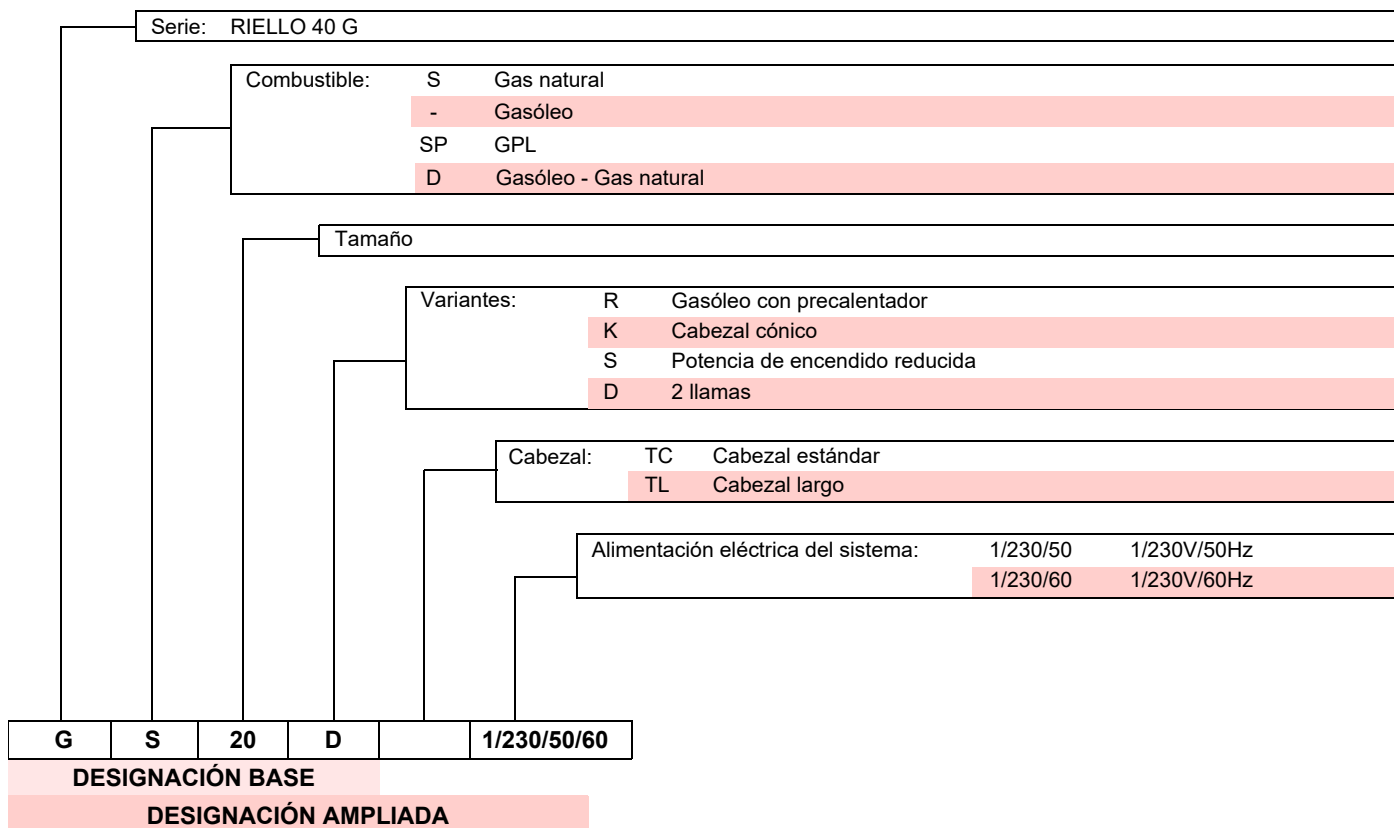 Serie: RIELLO 40 G
Combustible: S Gas natural
- Gasóleo
SP GPL
D Gasóleo - Gas natural
Tamaño
Variantes: R Gasóleo con precalentador
K Cabezal cónico
S Potencia de encendido reducida
D 2 llamas
Cabezal: TC Cabezal estándar
TL Cabezal largo
Alimentación eléctrica del sistema: 1/230/50 1/230V/50Hz
1/230/60 1/230V/60Hz
G S 20 D 1/230/50/60
DESIGNACIÓN BASE
DESIGNACIÓN AMPLIADA